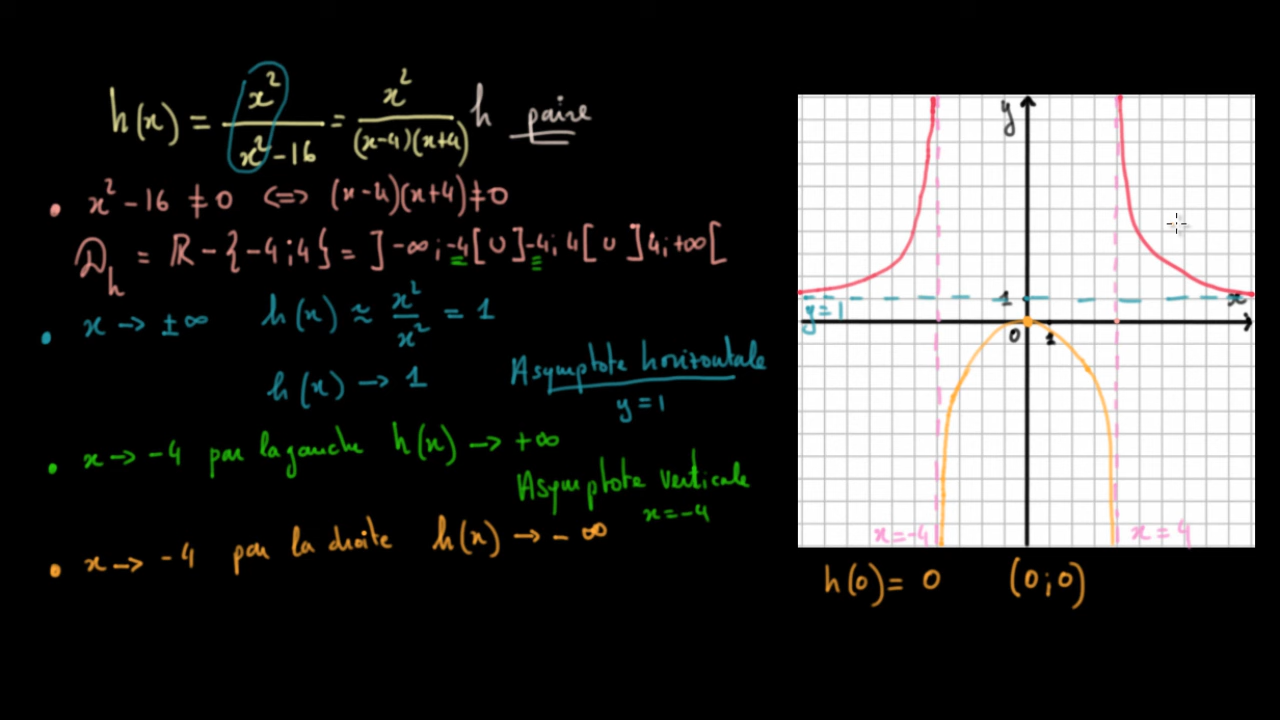 h(x) = x²/(x²-16) = x²/((x-4)(x+4)) h paire
• x²-16 ≠ 0 <=> (x-4)(x+4) ≠ 0
D_h = R - {-4;4} = ]-∞;-4[ ∪ ]-4;4[ ∪ ]4;+∞[
• x → ±∞ h(x) ≈ x²/x² = 1
h(x) → 1 Asymptote horizontale
y=1
• x → -4 par la gauche h(x) → +∞
Asymptote verticale
x=-4
• x → -4 par la droite h(x) → -∞
y
1 x
y=1
0 1
x=-4 x=4
h(0)= 0 (0;0)